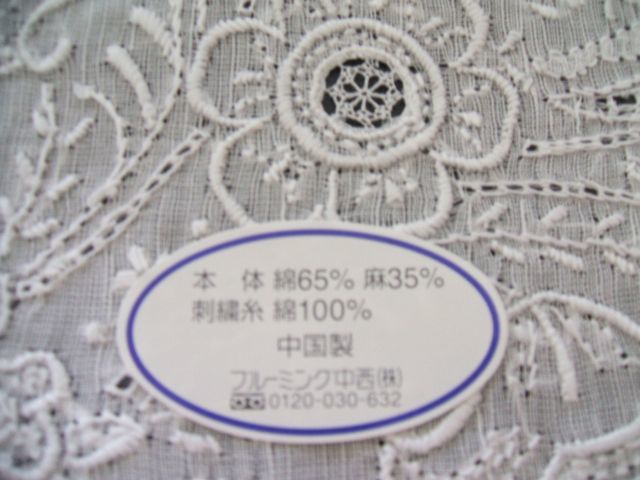 本 体 綿65% 麻35%
刺繍糸 綿100%
中国製
ブルーミング中西(株)
0120-030-632